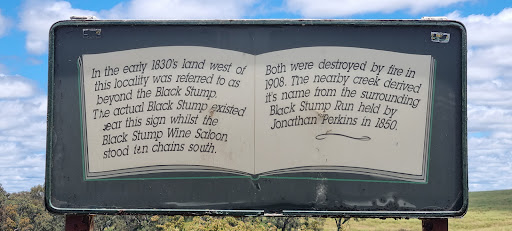 In the early 1830's land west of
this locality was referred to as
beyond the Black Stump.
The actual Black Stump existed
near this sign whilst the
Black Stump Wine Saloon
stood ten chains south.
Both were destroyed by fire in
1908. The nearby creek derived
it's name from the surrounding
Black Stump Run held by
Jonathan Perkins in 1850.